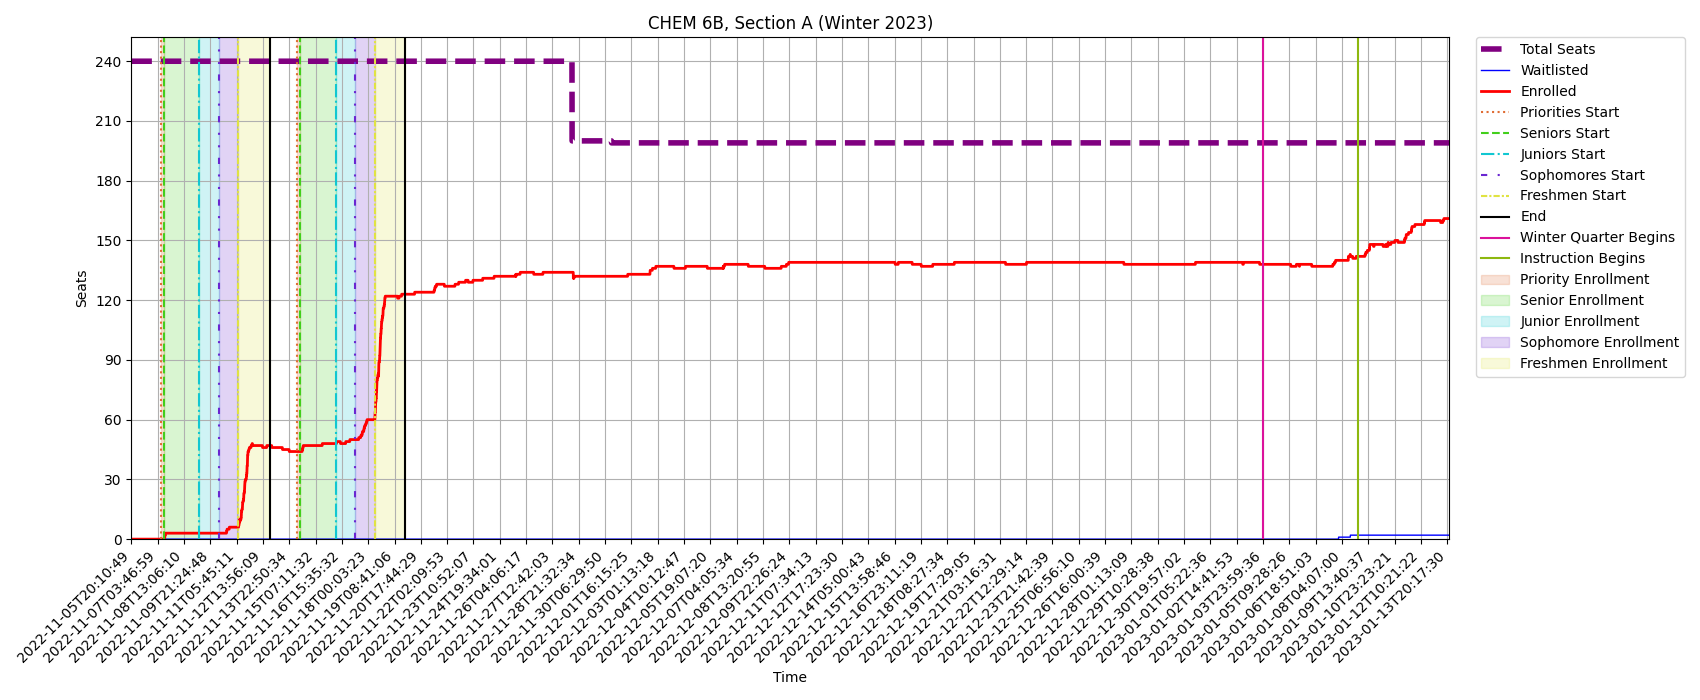 CHEM 6B, Section A (Winter 2023)
Seats
240
210
180
150
120
90
60
30
0
2022-11-05T20:10:49
2022-11-07T03:46:59
2022-11-08T13:06:10
2022-11-09T21:24:48
2022-11-11T05:45:11
2022-11-12T13:56:09
2022-11-13T22:50:34
2022-11-15T07:11:32
2022-11-16T15:35:32
2022-11-18T00:03:23
2022-11-19T08:41:06
2022-11-20T17:44:29
2022-11-22T02:09:53
2022-11-23T10:52:07
2022-11-24T19:34:01
2022-11-26T04:06:17
2022-11-27T12:42:03
2022-11-28T21:32:34
2022-11-30T06:29:50
2022-12-01T16:15:25
2022-12-03T01:13:18
2022-12-04T10:12:47
2022-12-05T19:07:20
2022-12-07T04:05:34
2022-12-08T13:20:55
2022-12-09T22:26:24
2022-12-11T07:34:13
2022-12-12T17:23:30
2022-12-14T05:00:43
2022-12-15T13:58:46
2022-12-16T23:11:19
2022-12-18T08:27:34
2022-12-19T17:29:05
2022-12-21T03:16:31
2022-12-22T12:29:14
2022-12-23T21:42:39
2022-12-25T06:56:10
2022-12-26T16:00:39
2022-12-28T01:13:09
2022-12-29T10:28:38
2022-12-30T19:57:02
2023-01-01T05:22:36
2023-01-02T14:41:53
2023-01-03T23:59:36
2023-01-05T09:28:26
2023-01-06T18:51:03
2023-01-08T04:07:00
2023-01-09T13:40:37
2023-01-10T23:23:21
2023-01-12T10:21:22
2023-01-13T20:17:30
Time
Total Seats
Waitlisted
Enrolled
Priorities Start
Seniors Start
Juniors Start
Sophomores Start
Freshmen Start
End
Winter Quarter Begins
Instruction Begins
Priority Enrollment
Senior Enrollment
Junior Enrollment
Sophomore Enrollment
Freshmen Enrollment